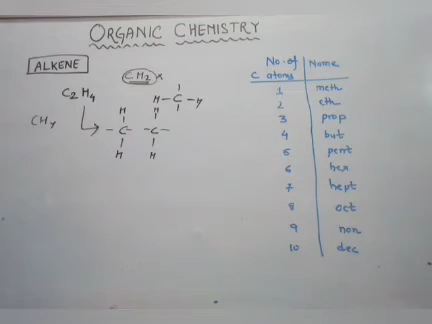 ORGANIC CHEMISTRY
ALKENE
C2H4
CH4
CH2 x
H
H-C-H
H H
-C- -C-
H H
No. of C atoms Name
1 meth
2 eth
3 prop
4 but
5 pent
6 hex
7 hept
8 oct
9 non
10 dec